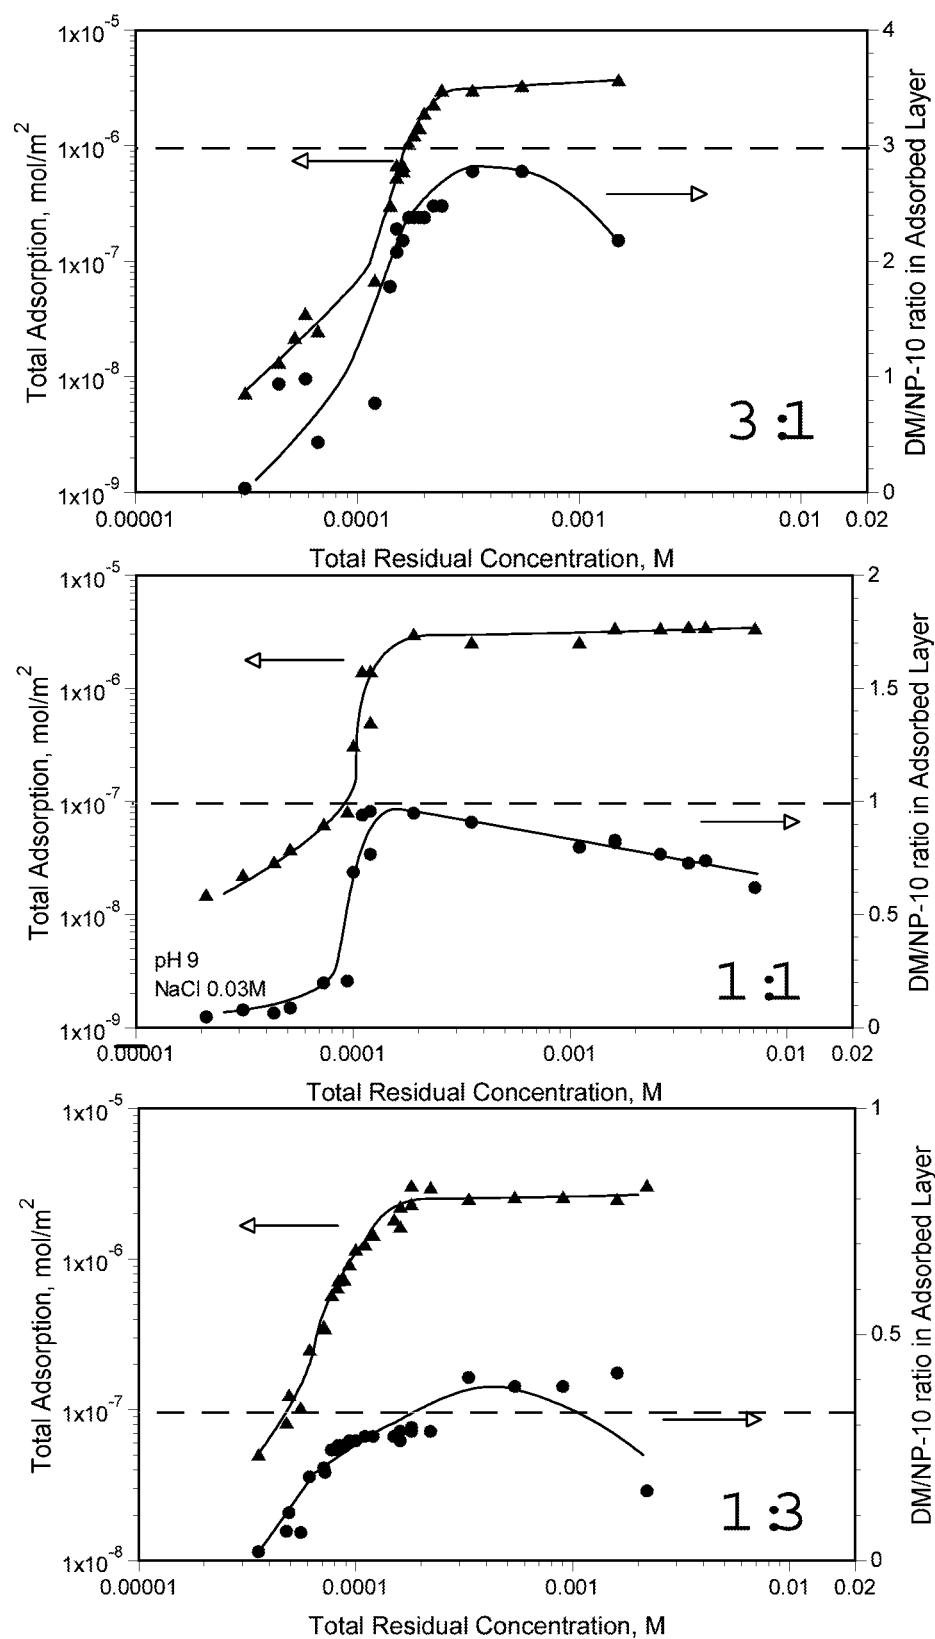 1x10-5
1x10-6
1x10-7
1x10-8
1x10-9
Total Adsorption, mol/m2
4
3
2
1
0
DM/NP-10 ratio in Adsorbed Layer
3:1
0.00001 0.0001 0.001 0.01 0.02
Total Residual Concentration, M
1x10-5
1x10-6
1x10-7
1x10-8
1x10-9
Total Adsorption, mol/m2
2
1.5
1
0.5
0
DM/NP-10 ratio in Adsorbed Layer
pH 9
NaCl 0.03M
1:1
0.00001 0.0001 0.001 0.01 0.02
Total Residual Concentration, M
1x10-5
1x10-6
1x10-7
1x10-8
Total Adsorption, mol/m2
1
0.5
0
DM/NP-10 ratio in Adsorbed Layer
1:3
0.00001 0.0001 0.001 0.01 0.02
Total Residual Concentration, M